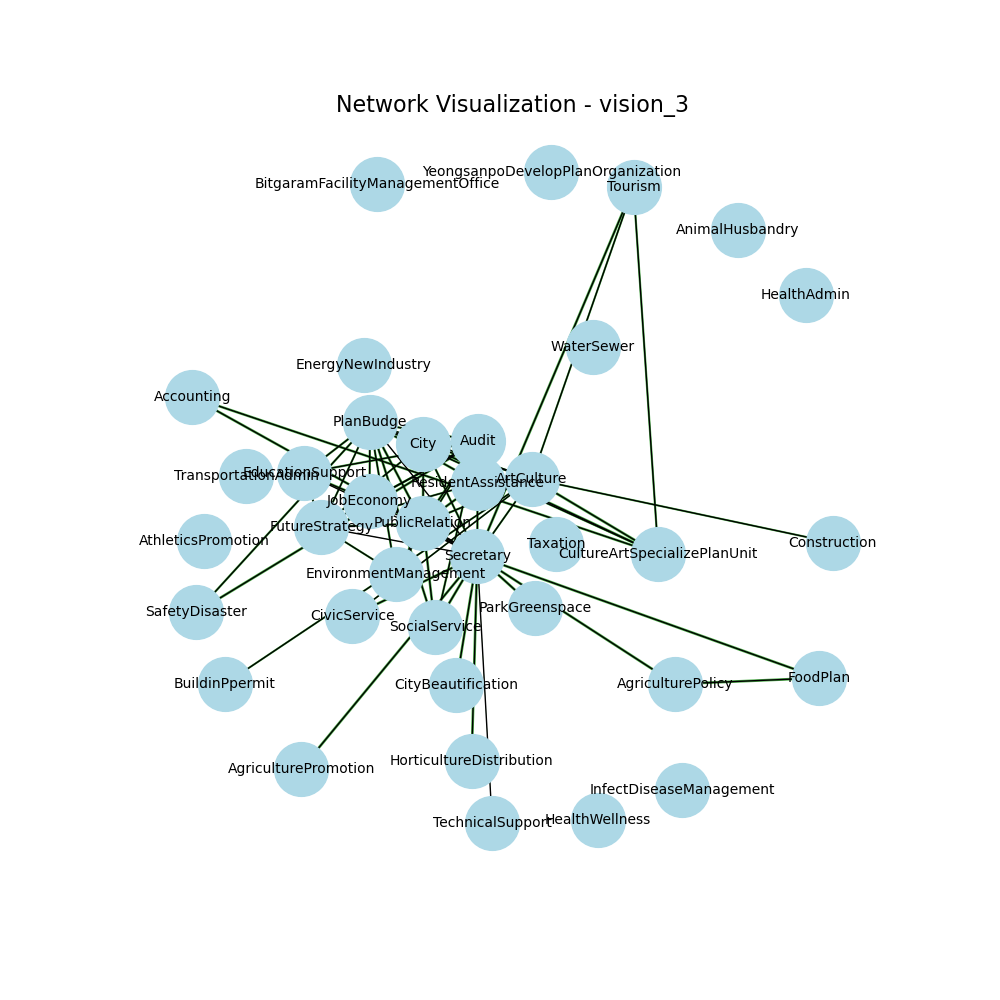 Network Visualization - vision_3
YeongsanpoDevelopPlanOrganization
BitgaramFacilityManagementOffice
Tourism
AnimalHusbandry
HealthAdmin
WaterSewer
EnergyNewIndustry
Accounting
PlanBudge
City
Audit
EducationSupport
TransportationAdmin
ArtCulture
ResidentAssistance
JobEconomy
PublicRelation
FutureStrategy
AthleticsPromotion
Taxation
Construction
CultureArtSpecializePlanUnit
Secretary
EnvironmentManagement
SafetyDisaster
CivicService
ParkGreenspace
SocialService
BuildinPpermit
CityBeautification
AgriculturePolicy
FoodPlan
AgriculturePromotion
HorticultureDistribution
InfectDiseaseManagement
TechnicalSupport
HealthWellness